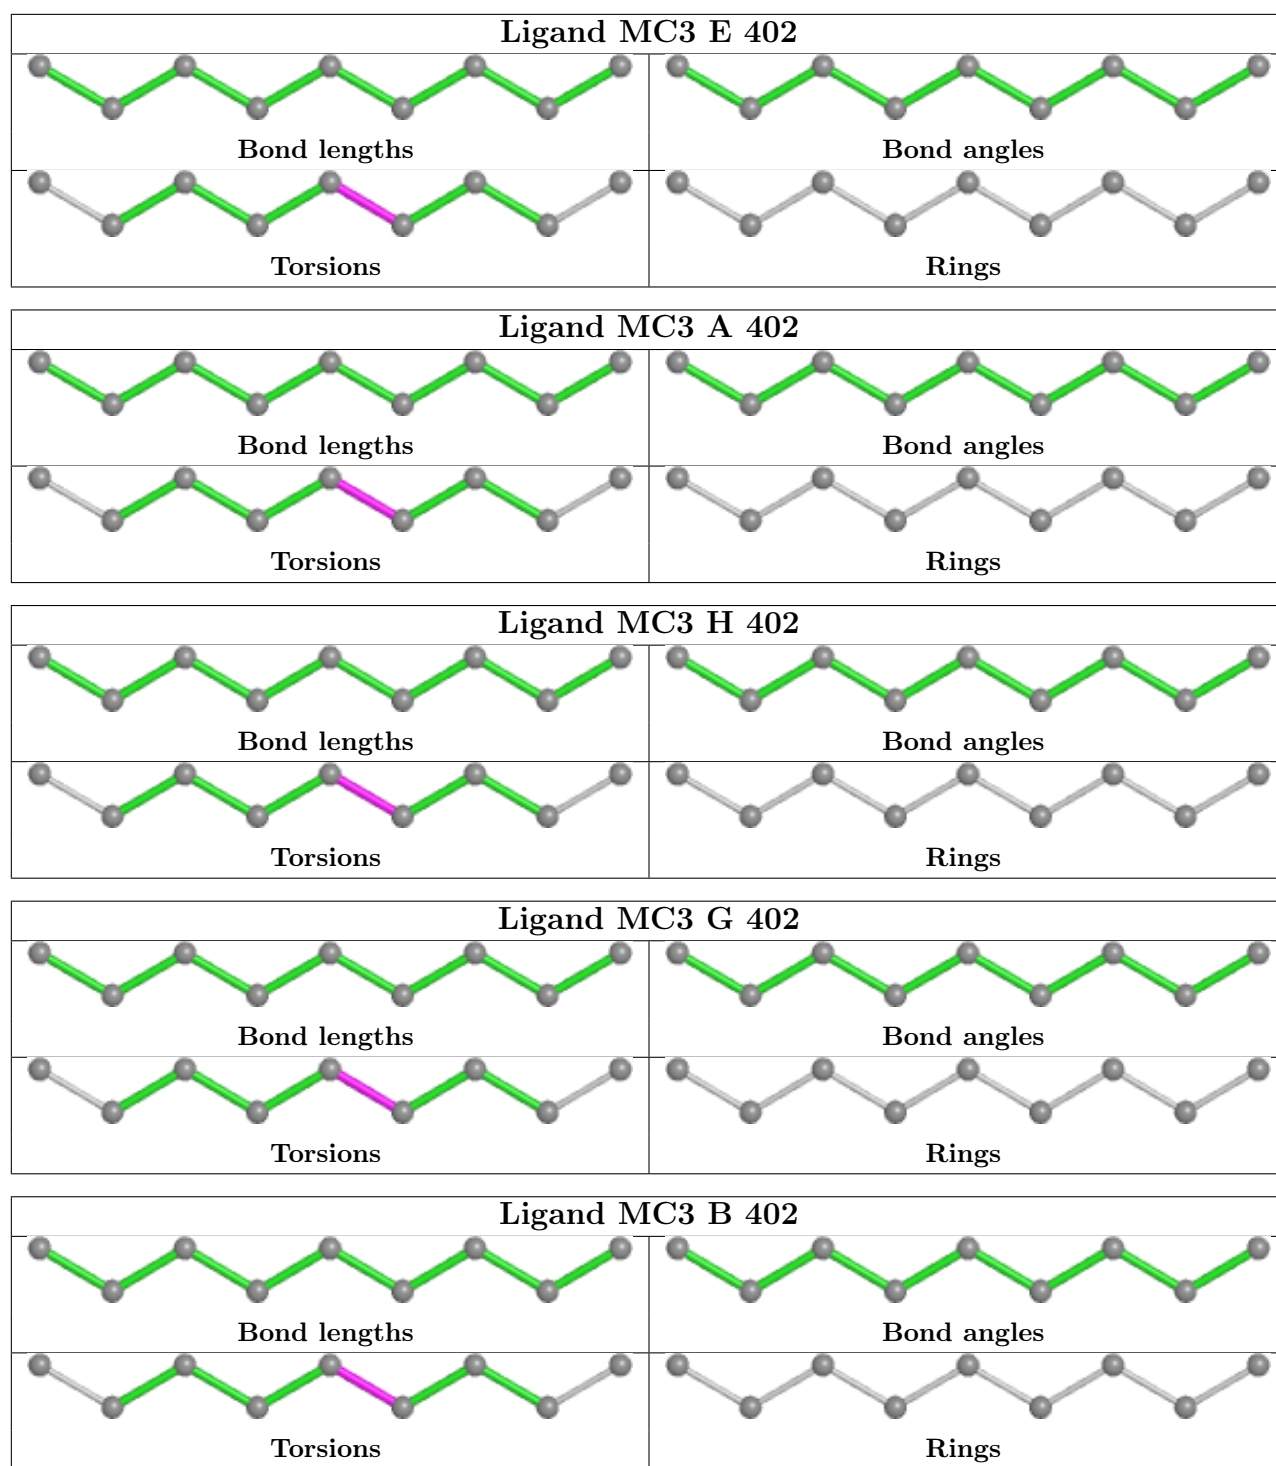 Ligand MC3 E 402
Bond lengths
Bond angles
Torsions
Rings
Ligand MC3 A 402
Bond lengths
Bond angles
Torsions
Rings
Ligand MC3 H 402
Bond lengths
Bond angles
Torsions
Rings
Ligand MC3 G 402
Bond lengths
Bond angles
Torsions
Rings
Ligand MC3 B 402
Bond lengths
Bond angles
Torsions
Rings